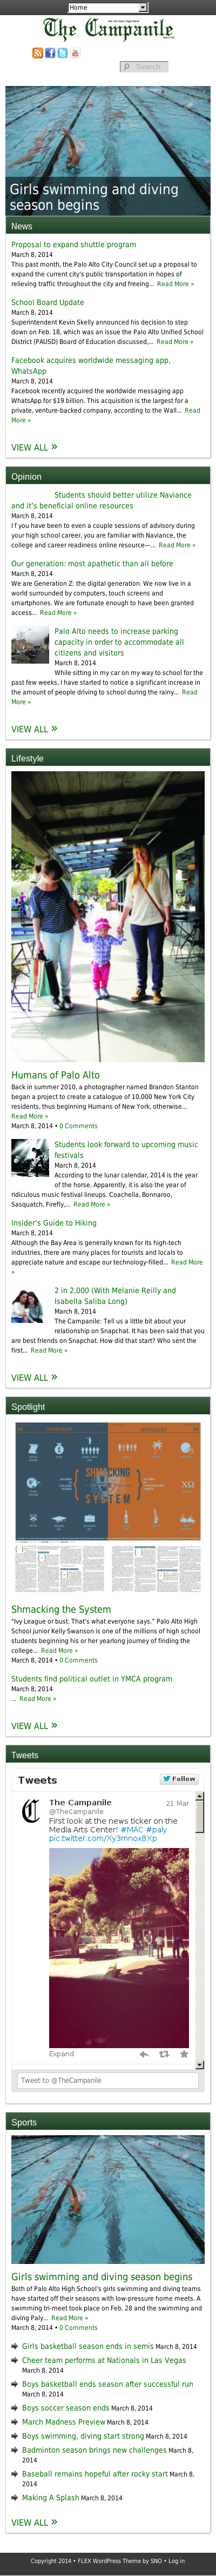 Home
The Campanile
Search
Girls swimming and diving
season begins
News
Proposal to expand shuttle program
March 8, 2014
This past month, the Palo Alto City Council set up a proposal to
expand the city's public transportation in hopes of
relieving traffic throughout the city and freeing... Read More »
School Board Update
March 8, 2014
Superintendent Kevin Skelly announced his decision to step
down on Feb. 18, which was an issue the Palo Alto Unified School
District (PAUSD) Board of Education discussed,... Read More »
Facebook acquires worldwide messaging app,
WhatsApp
March 8, 2014
Facebook recently acquired the worldwide messaging app
WhatsApp for $19 billion. This acquisition is the largest for a
private, venture-backed company, according to the Wall... Read
More »
VIEW ALL »
Opinion
Students should better utilize Naviance
and it's beneficial online resources
March 8, 2014
I f you have been to even a couple sessions of advisory during
your high school career, you are familiar with Naviance, the
college—and career readiness online resource—... Read More »
Our generation: most apathetic than all before
March 8, 2014
We are Generation Z: the digital generation. We now live in a
world surrounded by computers, touch screens and
smartphones. We are fortunate enough to have been granted
access... Read More »
Palo Alto needs to increase parking
capacity in order to accommodate all
citizens and visitors
March 8, 2014
While sitting in my car on my way to school for the
past few weeks, I have started to notice a significant increase in
the amount of people driving to school during the rainy... Read
More »
VIEW ALL »
Lifestyle
Humans of Palo Alto
Back in summer 2010, a photographer named Brandon Stanton
began a project to create a catalogue of 10,000 New York City
residents, thus beginning Humans of New York, otherwise...
Read More »
March 8, 2014 • 0 Comments
Students look forward to upcoming music
festivals
March 8, 2014
According to the lunar calendar, 2014 is the year
of the horse. Apparently, it is also the year of
ridiculous music festival lineups. Coachella, Bonaroo,
Sasquatch, Firefly,... Read More »
Insider's Guide to Hiking
March 8, 2014
Although the Bay Area is generally known for its high-tech
innovations, there are many places for tourists and locals to
appreciate nature and escape our technology-filled... Read More
»
2 in 2,000 (With Melanie Reilly and
Isabella Saliba Long)
March 8, 2014
The Campanile: Tell us a little bit about your
relationship on Snapchat. It has been said that you
are best friends on Snapchat. How did that start? Who sent the
first... Read More »
VIEW ALL »
Spotlight
SHMACKING
SYSTEM
Shmacking the System
"Ivy League or bust. That's what everyone says." Palo Alto High
School junior Kelly Swanson is one of the millions of high school
students beginning his or her yearlong journey of finding the
college... Read More »
March 8, 2014 • 0 Comments
Students find political outlet in YMCA program
March 8, 2014
... Read More »
VIEW ALL »
Tweets
Tweets
Follow
The Campanile
21 Mar
@TheCampanile
First look at the news ticker on the
Media Arts Center! #MAC #paly
pic.twitter.com/Xy3mnox8Xp
Expand
Tweet to @TheCampanile
Sports
Girls swimming and diving season begins
Both of Palo Alto High School's girls swimming and diving teams
have started off their seasons with low-pressure home meets. A
swimming tri-meet took place on Feb. 28 and the swimming and
diving Paly... Read More »
March 8, 2014 • 0 Comments
Girls basketball season ends in semis March 8, 2014
Cheer team performs at Nationals in Las Vegas
March 8, 2014
Boys basketball ends season after successful run
March 8, 2014
Boys soccer season ends March 8, 2014
March Madness Preview March 8, 2014
Boys swimming, diving start strong March 8, 2014
Badminton season brings new challenges March 8,
2014
Baseball remains hopeful after rocky start March 8,
2014
Making A Splash March 8, 2014
VIEW ALL »
Copyright 2014 • FLEX WordPress Theme by SNO • Log in